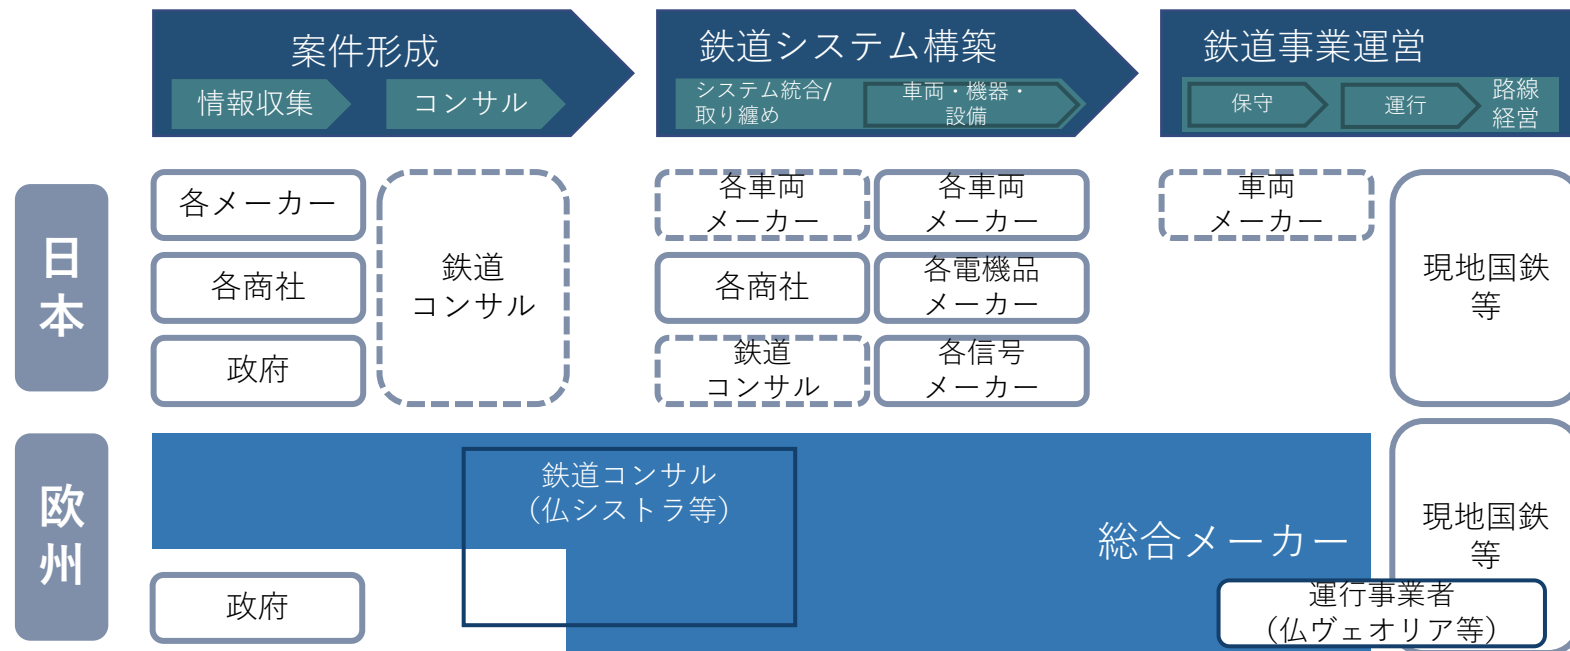 案件形成
情報収集
コンサル
鉄道システム構築
システム統合/
取り纏め
車両・機器・
設備
鉄道事業運営
保守
運行
路線
経営
日
本
各メーカー
各商社
政府
鉄道
コンサル
各車両
メーカー
各商社
鉄道
コンサル
各車両
メーカー
各電機品
メーカー
各信号
メーカー
車両
メーカー
現地国鉄
等
欧
州
鉄道コンサル
（仏シストラ等）
政府
総合メーカー
現地国鉄
等
運行事業者
（仏ヴェオリア等）